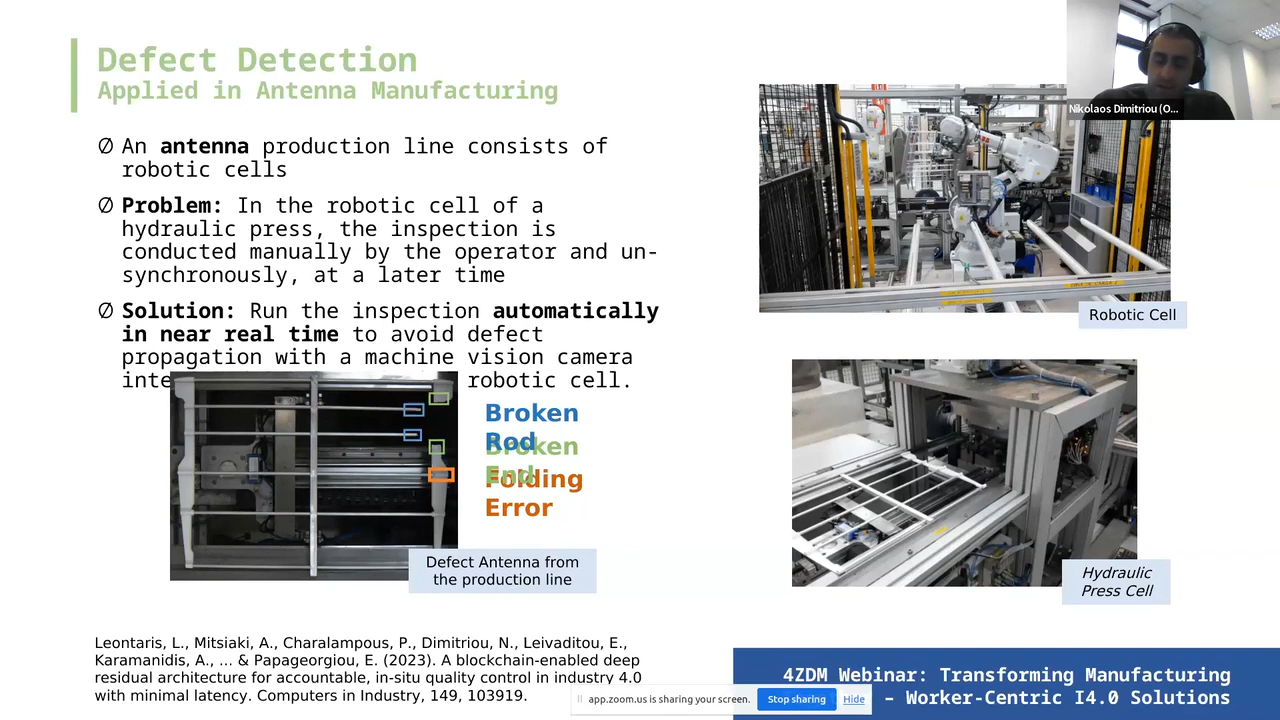 Defect Detection
Applied in Antenna Manufacturing
Nikolaos Dimitriou (O...
Ø An antenna production line consists of
robotic cells
Ø Problem: In the robotic cell of a
hydraulic press, the inspection is
conducted manually by the operator and un-
synchronously, at a later time
Ø Solution: Run the inspection automatically
in near real time to avoid defect
propagation with a machine vision camera
inte robotic cell.
Broken
Rod
Broken
End
Folding
Error
Defect Antenna from
the production line
Robotic Cell
Hydraulic
Press Cell
Leontaris, L., Mitsiaki, A., Charalampous, P., Dimitriou, N., Leivaditou, E.,
Karamanidis, A., ... & Papageorgiou, E. (2023). A blockchain-enabled deep
residual architecture for accountable, in-situ quality control in industry 4.0
with minimal latency. Computers in Industry, 149, 103919.
4ZDM Webinar: Transforming Manufacturing
– Worker-Centric I4.0 Solutions
app.zoom.us is sharing your screen.
Stop sharing
Hide